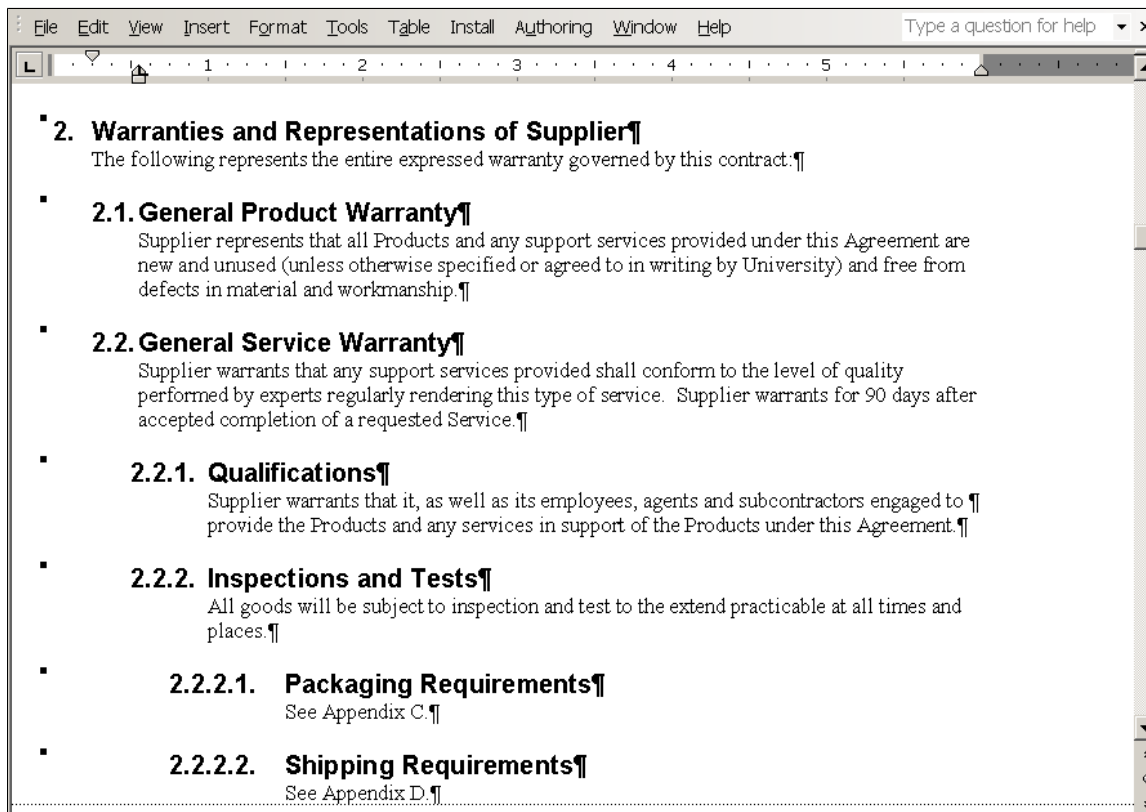 File Edit View Insert Format Tools Table Install Authoring Window Help Type a question for help
L 1 2 3 4 5
2. Warranties and Representations of Supplier¶
The following represents the entire expressed warranty governed by this contract:¶
2.1. General Product Warranty¶
Supplier represents that all Products and any support services provided under this Agreement are
new and unused (unless otherwise specified or agreed to in writing by University) and free from
defects in material and workmanship.¶
2.2. General Service Warranty¶
Supplier warrants that any support services provided shall conform to the level of quality
performed by experts regularly rendering this type of service.  Supplier warrants for 90 days after
accepted completion of a requested Service.¶
2.2.1. Qualifications¶
Supplier warrants that it, as well as its employees, agents and subcontractors engaged to ¶
provide the Products and any services in support of the Products under this Agreement.¶
2.2.2. Inspections and Tests¶
All goods will be subject to inspection and test to the extend practicable at all times and
places.¶
2.2.2.1. Packaging Requirements¶
See Appendix C.¶
2.2.2.2. Shipping Requirements¶
See Appendix D.¶